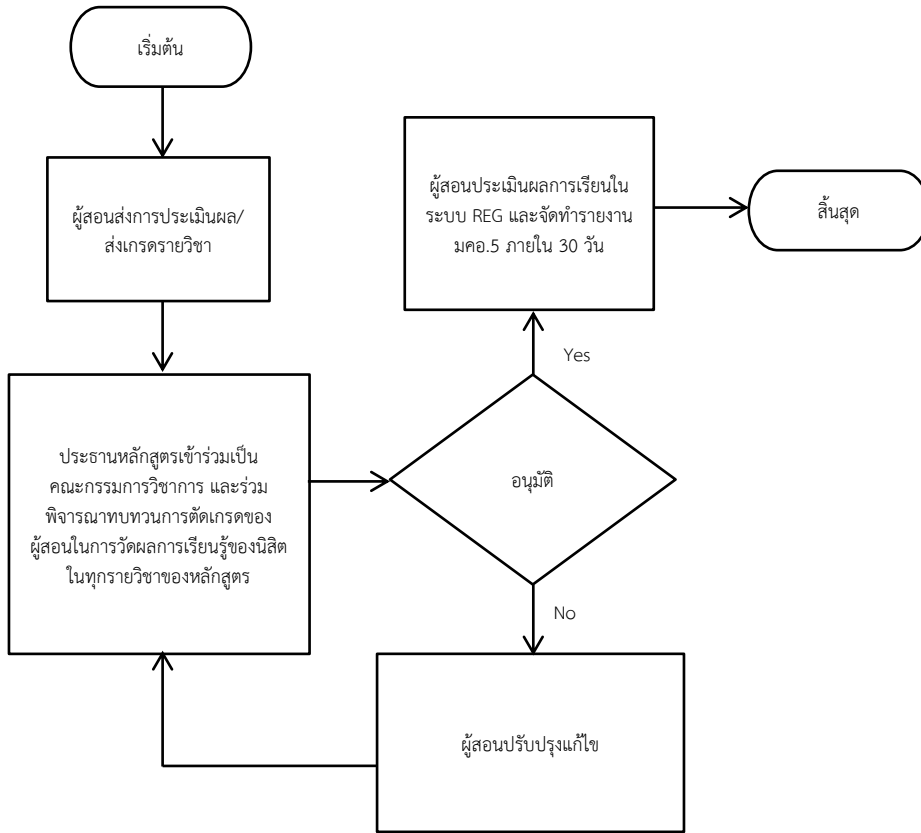 เริ่มต้น
ผู้สอนส่งการประเมินผล/
ส่งเกรดรายวิชา
ประธานหลักสูตรเข้าร่วมเป็น
คณะกรรมการวิชาการ และร่วม
พิจารณาทบทวนการตัดเกรดของ
ผู้สอนในการวัดผลการเรียนรู้ของนิสิต
ในทุกรายวิชาของหลักสูตร
อนุมัติ
Yes
ผู้สอนประเมินผลการเรียนใน
ระบบ REG และจัดทำรายงาน
มคอ.5 ภายใน 30 วัน
สิ้นสุด
No
ผู้สอนปรับปรุงแก้ไข